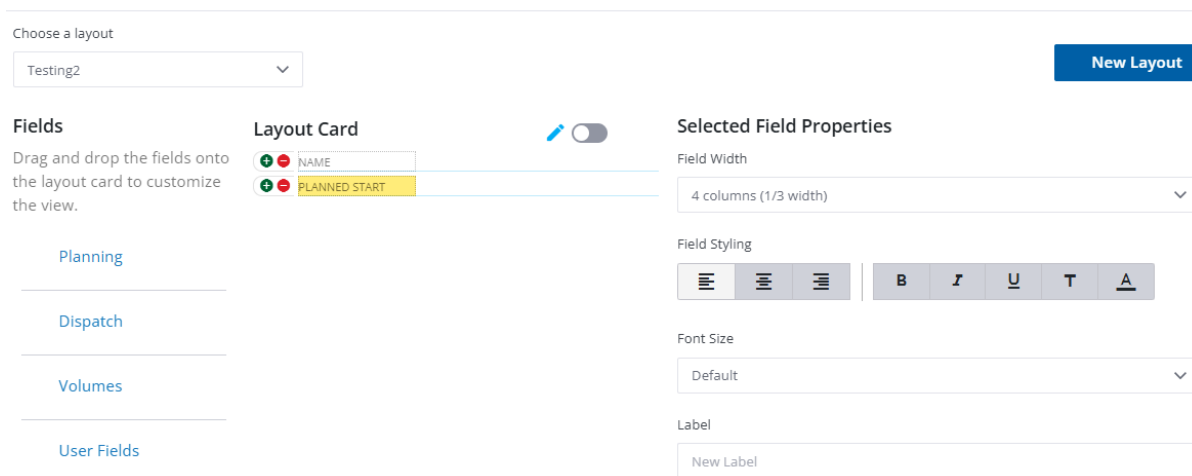 Choose a layout
Testing2
New Layout
Fields
Drag and drop the fields onto
the layout card to customize
the view.
Planning
Dispatch
Volumes
User Fields
Layout Card
NAME
PLANNED START
Selected Field Properties
Field Width
4 columns (1/3 width)
Field Styling
B I U T A
Font Size
Default
Label
New Label